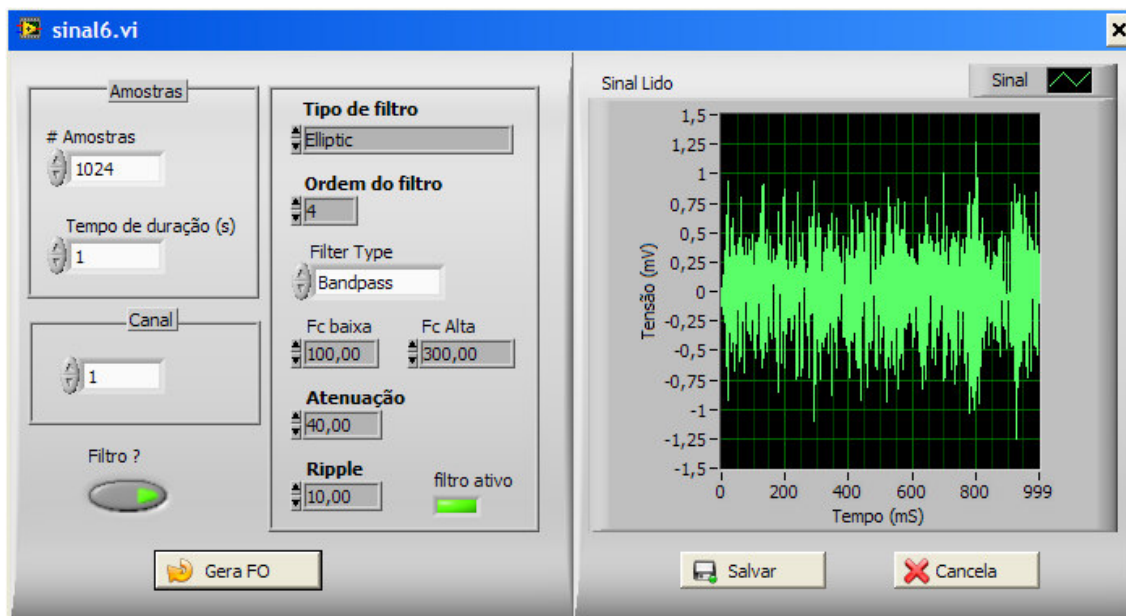 sinal6.vi
Amostras
# Amostras
1024
Tempo de duração (s)
1
Canal
1
Filtro ?
Tipo de filtro
Elliptic
Ordem do filtro
4
Filter Type
Bandpass
Fc baixa
Fc Alta
100,00
300,00
Atenuação
40,00
Ripple
10,00
filtro ativo
Gera FO
Sinal Lido
Sinal
Tensão (mV)
1,5
1,25
1
0,75
0,5
0,25
0
-0,25
-0,5
-0,75
-1
-1,25
-1,5
0 200 400 600 800 999
Tempo (mS)
Salvar
Cancela